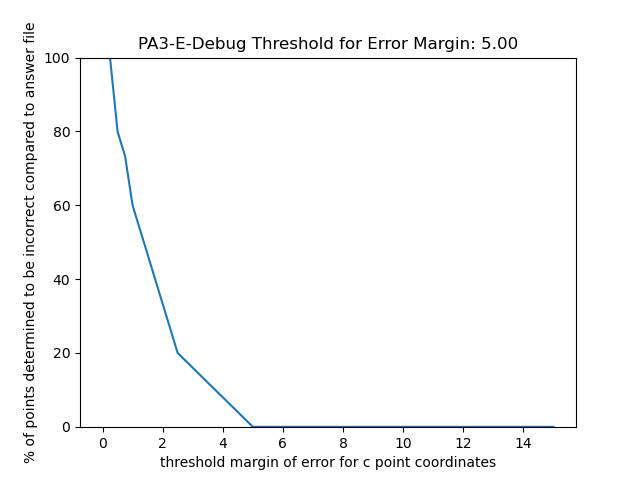 PA3-E-Debug Threshold for Error Margin: 5.00
% of points determined to be incorrect compared to answer file
100
80
60
40
20
0
0 2 4 6 8 10 12 14
threshold margin of error for c point coordinates